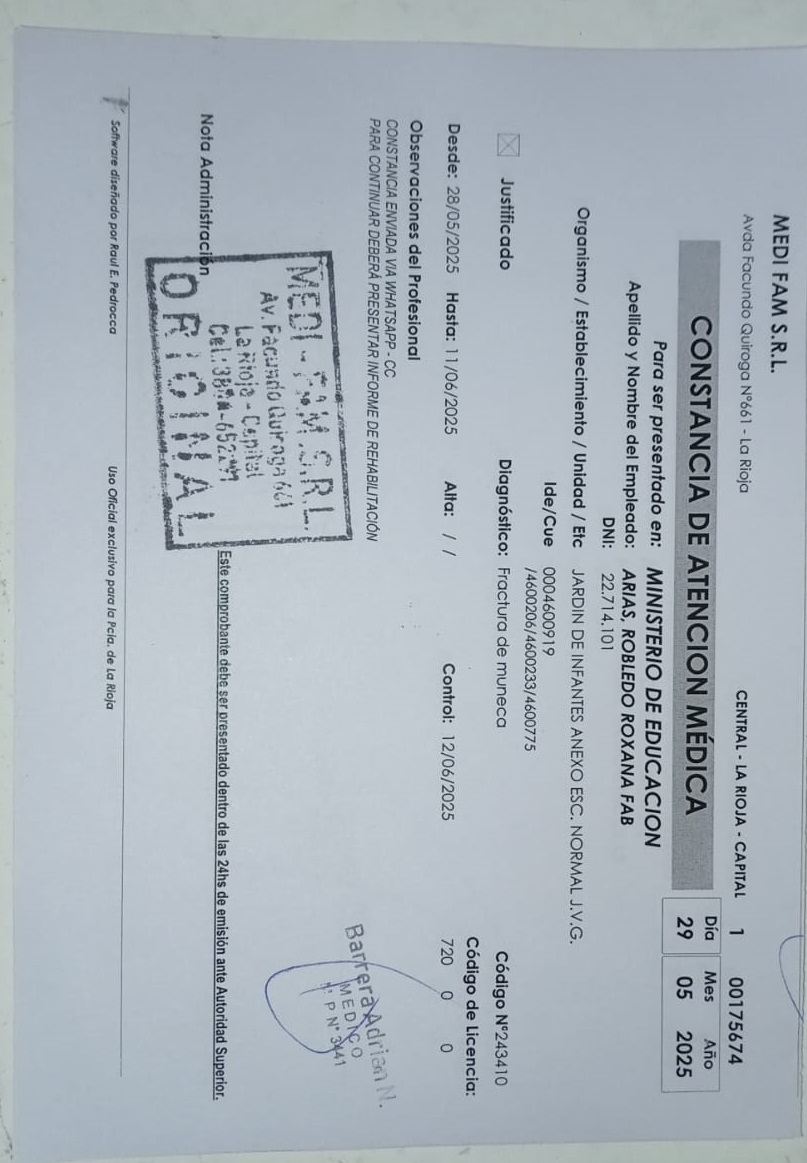 MEDI FAM S.R.L.
Avda Facundo Quiroga Nº661 - La Rioja
CENTRAL - LA RIOJA - CAPITAL 1 00175674
CONSTANCIA DE ATENCION MÉDICA
Día Mes Año
29 05 2025
Para ser presentado en: MINISTERIO DE EDUCACION
Apellido y Nombre del Empleado: ARIAS, ROBLEDO ROXANA FAB
DNI: 22.714.101
Organismo / Establecimiento / Unidad / Etc JARDIN DE INFANTES ANEXO ESC. NORMAL J.V.G.
Ide/Cue 0004600919
/4600206/4600233/4600775
Justificado Diagnóstico: Fractura de muneca Código Nº243410
Código de Licencia:
Desde: 28/05/2025 Hasta: 11/06/2025 Alta: / / Control: 12/06/2025 720 0 0
Observaciones del Profesional
CONSTANCIA ENVIADA VIA WHATSAPP - CC
PARA CONTINUAR DEBERÁ PRESENTAR INFORME DE REHABILITACIÓN
Barrera Adrian N.
MEDICO
P Nº 3441
MEDI - FAM S.R.L.
Av. Facundo Quiroga 661
La Rioja - Capital
ORIGINAL
Nota Administración
Este comprobante debe ser presentado dentro de las 24hs de emisión ante Autoridad Superior.
Software diseñado por Raul E. Pedrocca
Uso Oficial exclusivo para la Pcia. de La Rioja